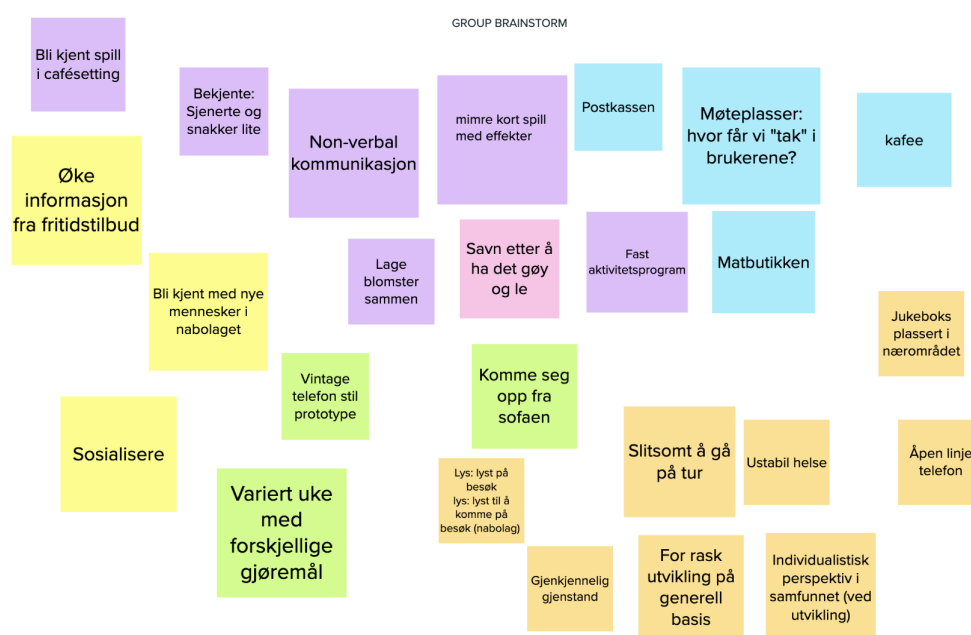 GROUP BRAINSTORM
Bli kjent spill
i cafésetting
Bekjente:
Sjenerte og
snakker lite
Non-verbal
kommunikasjon
mimre kort spill
med effekter
Postkassen
Møteplasser:
hvor får vi "tak" i
brukerene?
kafee
Øke
informasjon
fra fritidstilbud
Bli kjent med nye
mennesker i
nabolaget
Lage
blomster
sammen
Savn etter å
ha det gøy
og le
Fast
aktivitetsprogram
Matbutikken
Jukeboks
plassert i
nærområdet
Vintage
telefon stil
prototype
Komme seg
opp fra
sofaen
Sosialisere
Variert uke
med
forskjellige
gjøremål
Lys: lyst på
besøk
lys: lyst til å
komme på
besøk (nabolag)
Slitsomt å gå
på tur
Ustabil helse
Åpen linje
telefon
Gjenkjennelig
gjenstand
For rask
utvikling på
generell
basis
Individualistisk
perspektiv i
samfunnet (ved
utvikling)